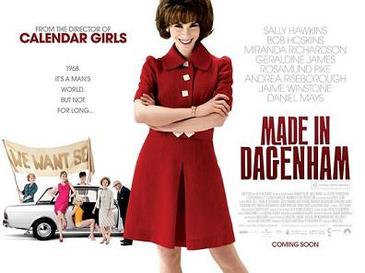 FROM THE DIRECTOR OF
CALENDAR GIRLS
1968.
IT'S A MAN'S
WORLD.
BUT NOT
FOR LONG...
WE WANT SE
SALLY HAWKINS
BOB HOSKINS
MIRANDA RICHARDSON
GERALDINE JAMES
ROSAMUND PIKE
ANDREA RISEBOROUGH
JAIME WINSTONE
DANIEL MAYS
MADE IN
DAGENHAM
COMING SOON